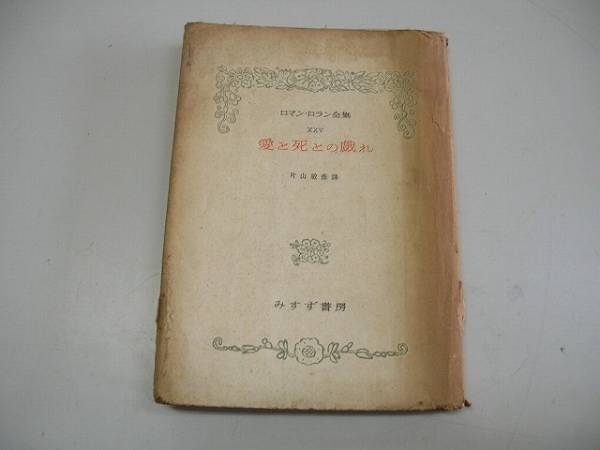 ロマン・ロラン全集
XXV
愛と死との戯れ
片山敏彦譯
みすず書房